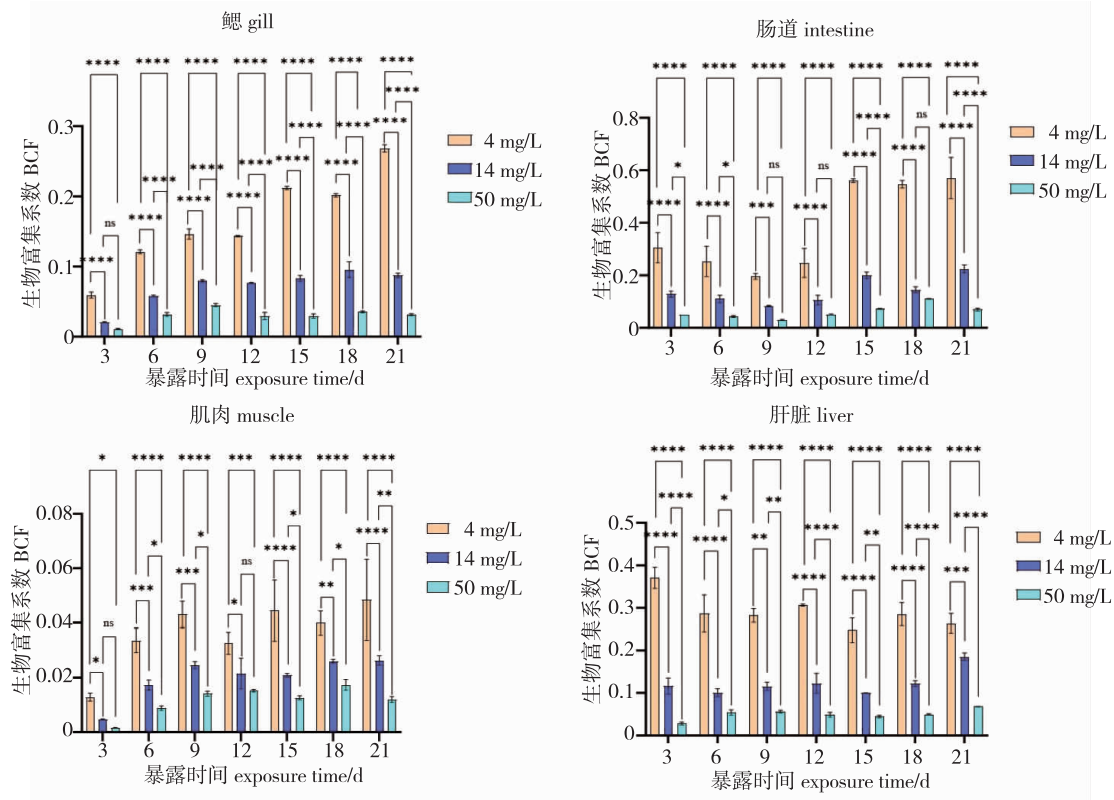 鳃 gill
**** **** **** **** **** **** ****
**** **** **** ****
ns **** **** **** **** **** ****
**** **** ****
生物富集系数 BCF
0.3
0.2
0.1
0
3 6 9 12 15 18 21
暴露时间 exposure time/d
4 mg/L
14 mg/L
50 mg/L
肠道 intestine
**** **** **** **** **** **** ****
* * ns ns **** ns ****
**** **** *** **** **** **** ****
生物富集系数 BCF
0.8
0.6
0.4
0.2
0
3 6 9 12 15 18 21
暴露时间 exposure time/d
4 mg/L
14 mg/L
50 mg/L
肌肉 muscle
* **** **** *** **** **** ****
ns * * ns * * **
* *** *** * **** ** ****
生物富集系数 BCF
0.08
0.06
0.04
0.02
0
3 6 9 12 15 18 21
暴露时间 exposure time/d
4 mg/L
14 mg/L
50 mg/L
肝脏 liver
**** **** **** **** **** **** ****
**** * ** **** ** **** ****
**** **** ** **** **** **** ***
生物富集系数 BCF
0.5
0.4
0.3
0.2
0.1
0
3 6 9 12 15 18 21
暴露时间 exposure time/d
4 mg/L
14 mg/L
50 mg/L